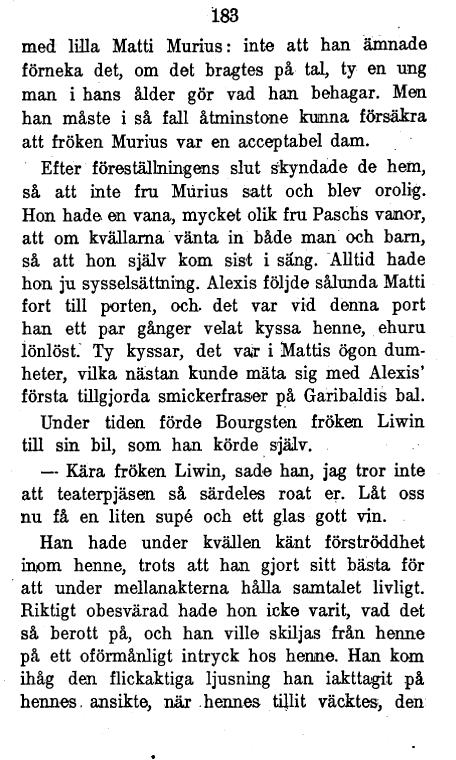 183
med lilla Matti Murius: inte att han ämnade
förneka det, om det bragtes på tal, ty en ung
man i hans ålder gör vad han behagar. Men
han måste i så fall åtminstone kunna försäkra
att fröken Murius var en acceptabel dam.
Efter föreställningens slut skyndade de hem,
så att inte fru Murius satt och blev orolig.
Hon hade en vana, mycket olik fru Paschs vanor,
att om kvällarna vänta in både man och barn,
så att hon själv kom sist i säng. Alltid hade
hon ju sysselsättning. Alexis följde sålunda Matti
fort till porten, och det var vid denna port
han ett par gånger velat kyssa henne, ehuru
lönlöst. Ty kyssar, det var i Mattis ögon dum-
heter, vilka nästan kunde mäta sig med Alexis'
första tillgjorda smickerfraser på Garibaldis bal.
Under tiden förde Bourgsten fröken Liwin
till sin bil, som han körde själv.
— Kära fröken Liwin, sade han, jag tror inte
att teaterpjäsen så särdeles roat er. Låt oss
nu få en liten supé och ett glas gott vin.
Han hade under kvällen känt förströddhet
inom henne, trots att han gjort sitt bästa för
att under mellanakterna hålla samtalet livligt.
Riktigt obesvärad hade hon icke varit, vad det
så berott på, och han ville skiljas från henne
på ett oförmånligt intryck hos henne. Han kom
ihåg den flickaktiga ljusning han iakttagit på
hennes ansikte, när hennes tillit väcktes, den